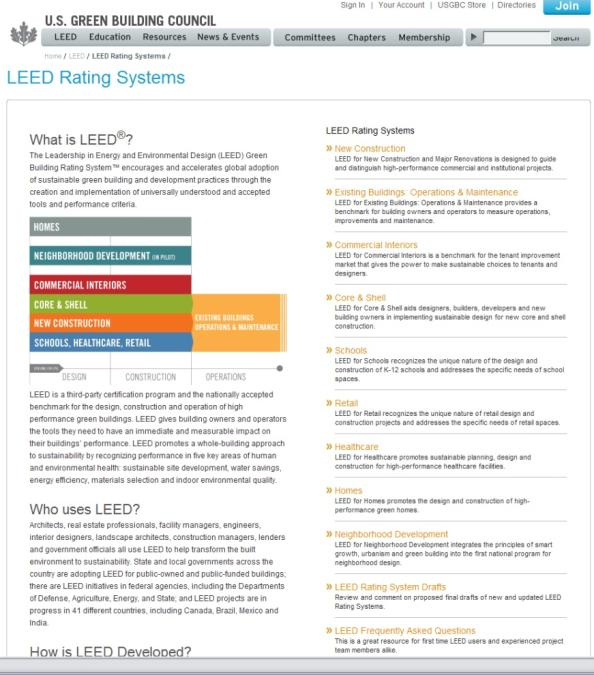 Sign In | Your Account | USGBC Store | Directories
Join
U.S. GREEN BUILDING COUNCIL
LEED Education Resources News & Events Committees Chapters Membership Search
Home / LEED / LEED Rating Systems /
LEED Rating Systems
What is LEED®?
The Leadership in Energy and Environmental Design (LEED) Green
Building Rating System™ encourages and accelerates global adoption
of sustainable green building and development practices through the
creation and implementation of universally understood and accepted
tools and performance criteria.
HOMES
NEIGHBORHOOD DEVELOPMENT (IN PILOT)
COMMERCIAL INTERIORS
CORE & SHELL
NEW CONSTRUCTION
SCHOOLS, HEALTHCARE, RETAIL
EXISTING BUILDINGS
OPERATIONS & MAINTENANCE
DESIGN CONSTRUCTION OPERATIONS
LEED is a third-party certification program and the nationally accepted
benchmark for the design, construction and operation of high
performance green buildings. LEED gives building owners and operators
the tools they need to have an immediate and measurable impact on
their buildings' performance. LEED promotes a whole-building approach
to sustainability by recognizing performance in five key areas of human
and environmental health: sustainable site development, water savings,
energy efficiency, materials selection and indoor environmental quality.
Who uses LEED?
Architects, real estate professionals, facility managers, engineers,
interior designers, landscape architects, construction managers, lenders
and government officials all use LEED to help transform the built
environment to sustainability. State and local governments across the
country are adopting LEED for public-owned and public-funded buildings;
there are LEED initiatives in federal agencies, including the Departments
of Defense, Agriculture, Energy, and State; and LEED projects are in
progress in 41 different countries, including Canada, Brazil, Mexico and
India.
How is LEED Developed?
LEED Rating Systems
» New Construction
LEED for New Construction and Major Renovations is designed to guide
and distinguish high-performance commercial and institutional projects.
» Existing Buildings: Operations & Maintenance
LEED for Existing Buildings: Operations & Maintenance provides a
benchmark for building owners and operators to measure operations,
improvements and maintenance.
» Commercial Interiors
LEED for Commercial Interiors is a benchmark for the tenant improvement
market that gives the power to make sustainable choices to tenants and
designers.
» Core & Shell
LEED for Core & Shell aids designers, builders, developers and new
building owners in implementing sustainable design for new core and shell
construction.
» Schools
LEED for Schools recognizes the unique nature of the design and
construction of K-12 schools and addresses the specific needs of school
spaces.
» Retail
LEED for Retail recognizes the unique nature of retail design and
construction projects and addresses the specific needs of retail spaces.
» Healthcare
LEED for Healthcare promotes sustainable planning, design and
construction for high-performance healthcare facilities.
» Homes
LEED for Homes promotes the design and construction of high-
performance green homes.
» Neighborhood Development
LEED for Neighborhood Development integrates the principles of smart
growth, urbanism and green building into the first national program for
neighborhood design.
» LEED Rating System Drafts
Review and comment on proposed final drafts of new and updated LEED
Rating Systems.
» LEED Frequently Asked Questions
This is a great resource for first time LEED users and experienced project
team members alike.